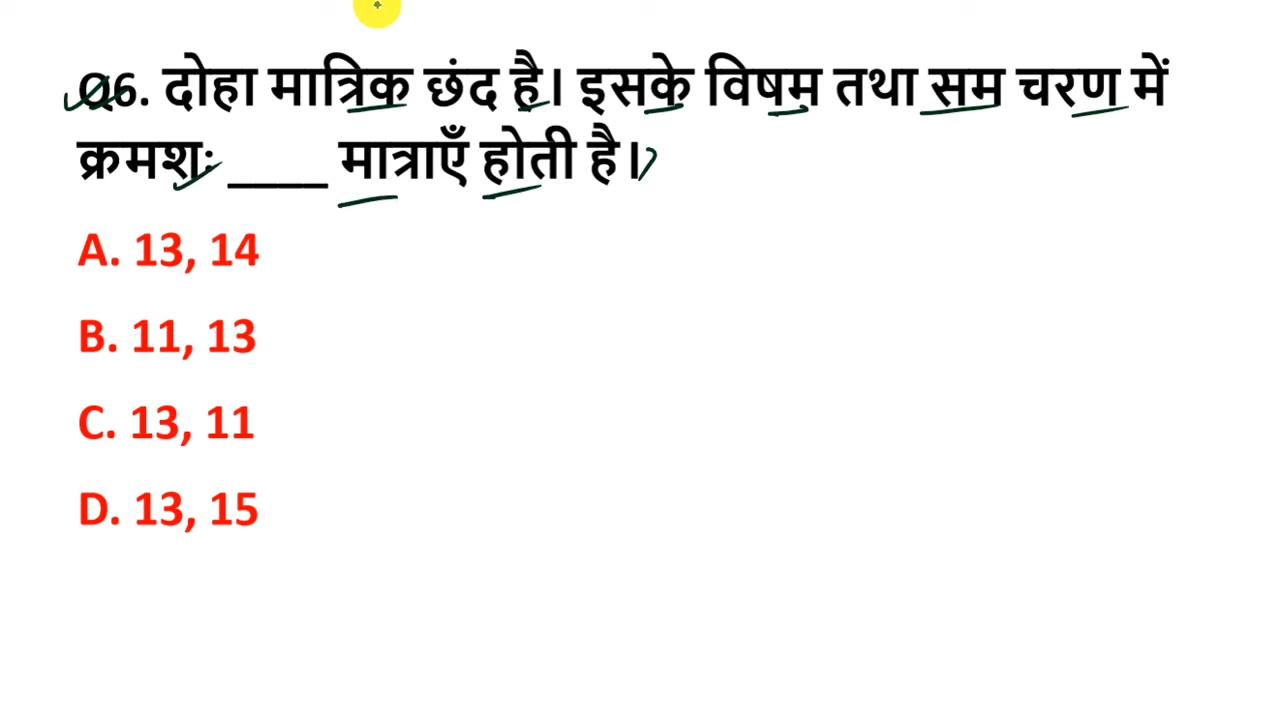 Q6. दोहा मात्रिक छंद है। इसके विषम तथा सम चरण में
क्रमशः ____ मात्राएँ होती है।
A. 13, 14
B. 11, 13
C. 13, 11
D. 13, 15